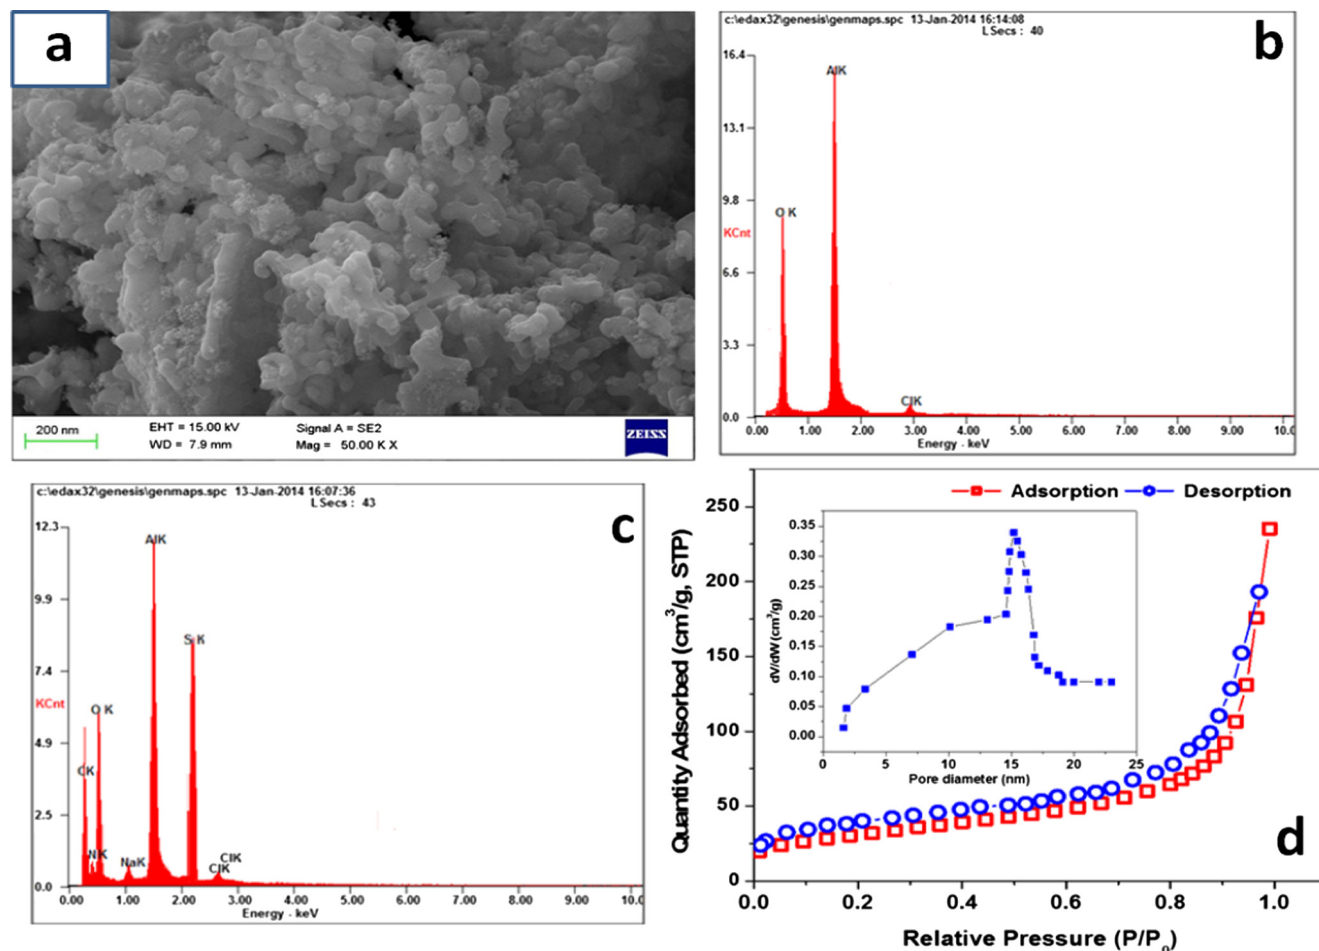 a
200 nm
EHT = 15.00 kV
WD = 7.9 mm
Signal A = SE2
Mag = 50.00 K X
ZEISS
c:\edax32\genesis\genmaps.spc 13-Jan-2014 16:14:08
LSecs : 40
b
16.4
13.1
9.8
6.6
3.3
0.0
KCnt
O K
AlK
ClK
0.00 1.00 2.00 3.00 4.00 5.00 6.00 7.00 8.00 9.00 10.0
Energy - keV
c:\edax32\genesis\genmaps.spc 13-Jan-2014 16:07:36
LSecs : 43
c
12.3
9.9
7.4
4.9
2.5
0.0
KCnt
CK
NK
O K
NaK
AlK
S K
ClK
ClK
0.00 1.00 2.00 3.00 4.00 5.00 6.00 7.00 8.00 9.00 10.0
Energy - keV
Adsorption
Desorption
Quantity Adsorbed (cm³/g, STP)
250
200
150
100
50
0
0.0 0.2 0.4 0.6 0.8 1.0
Relative Pressure (P/Pₒ)
dV/dW (cm³/g)
0.35
0.30
0.25
0.20
0.15
0.10
0.05
0.00
0 5 10 15 20 25
Pore diameter (nm)
d